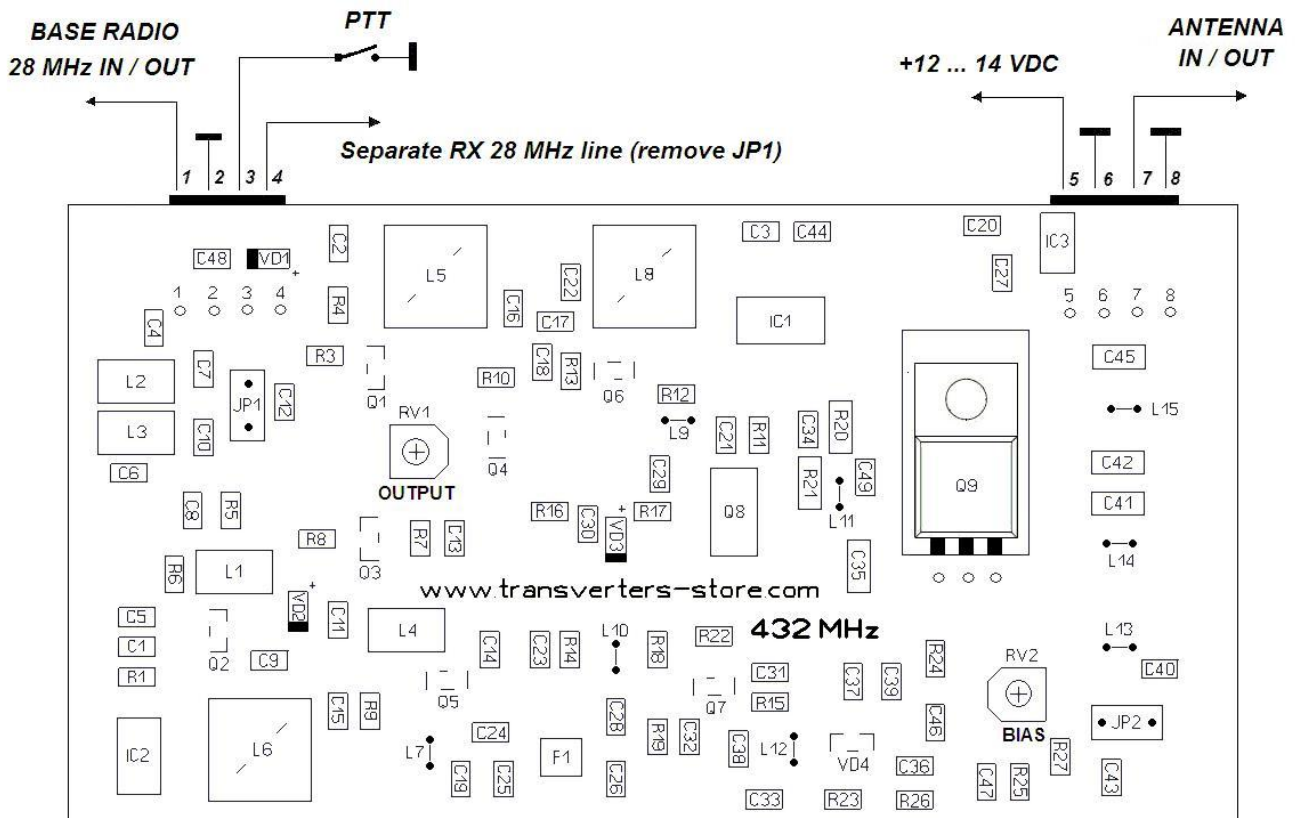 BASE RADIO
28 MHz IN / OUT
PTT
+12 ... 14 VDC
ANTENNA
IN / OUT
Separate RX 28 MHz line (remove JP1)
1 2 3 4
5 6 7 8
C48 VD1 +
C2
L5
L8
C22
C3 C44
C20
IC3
C27
1 2 3 4
5 6 7 8
C4
R4
C16
C17
IC1
R3
C18
R13
C45
L2
C7
JP1
C12
Q1
R10
Q6
R12
L15
L3
C10
RV1
Q4
L9
C21
R11
C34
R20
C6
OUTPUT
C29
R21
C49
C42
C41
Q9
C8
R5
R16
C30
VD3 +
R17
Q8
L11
R8
Q3
R7
C13
L14
R6
L1
C35
www.transverters-store.com
VD2 +
C11
L4
432 MHz
C5
C1
R1
Q2
C9
C14
C23
R14
L10
R18
R22
R24
L13
RV2
C40
C31
R15
C37
C39
Q5
Q7
C15
R9
C28
C46
BIAS
JP2
IC2
L6
L7
C24
F1
R19
C32
C38
L12
VD4
C36
R27
C19
C25
C26
C33
R23
R26
C47
R25
C43